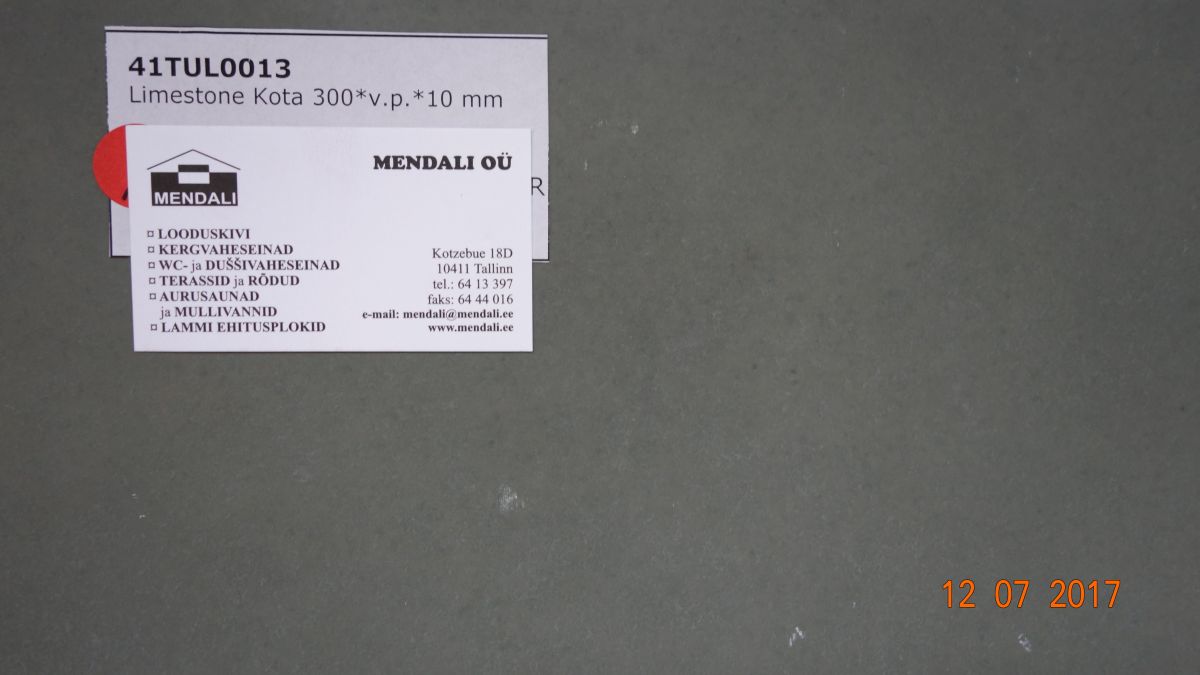 41TUL0013
Limestone Kota 300*v.p.*10 mm
R
MENDALI
MENDALI OÜ
¤ LOODUSKIVI
¤ KERGVAHESEINAD
¤ WC- ja DUŠŠIVAHESEINAD
¤ TERASSID ja RÕDUD
¤ AURUSAUNAD
ja MULLIVANNID
¤ LAMMI EHITUSPLOKID
Kotzebue 18D
10411 Tallinn
tel.: 64 13 397
faks: 64 44 016
e-mail: mendali@mendali.ee
www.mendali.ee
12 07 2017